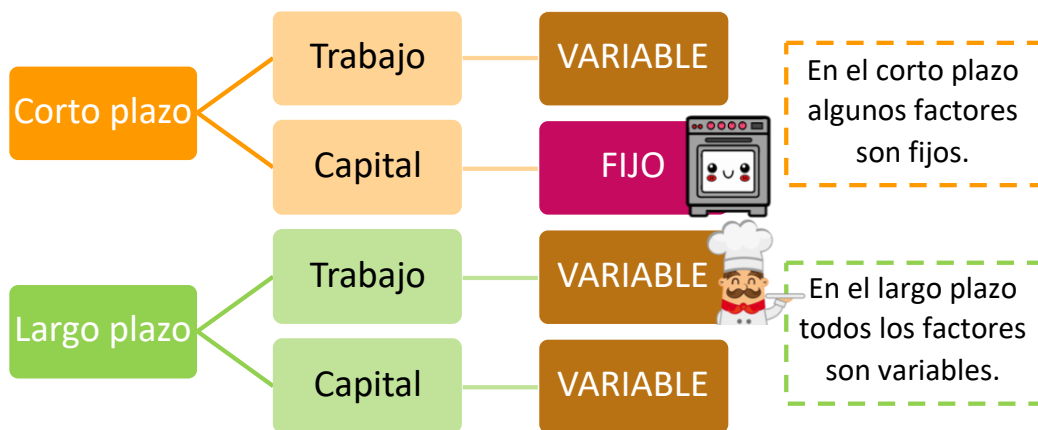 Corto plazo
Trabajo
VARIABLE
Capital
FIJO
En el corto plazo
algunos factores
son fijos.
Largo plazo
Trabajo
VARIABLE
Capital
VARIABLE
En el largo plazo
todos los factores
son variables.